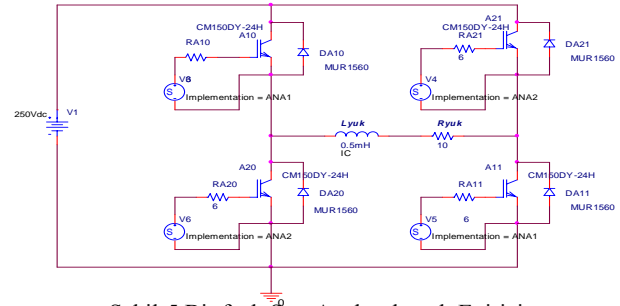 CM150DY-24H
A10
RA10
DA10
MUR1560
Implementation = ANA1
A21
CM150DY-24H
RA21
6
DA21
MUR1560
V4
Implementation = ANA2
250Vdc
V1
Lyuk
0.5mH
IC
Ryuk
10
A20
CM150DY-24H
RA20
6
DA20
MUR1560
V6
Implementation = ANA2
A11
CM150DY-24H
RA11
6
DA11
MUR1560
V5
Implementation = ANA1
0